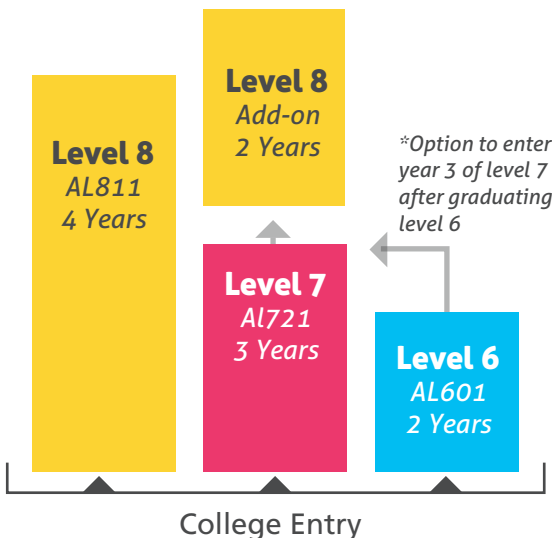 Level 8
AL811
4 Years
Level 8
Add-on
2 Years
*Option to enter
year 3 of level 7
after graduating
level 6
Level 7
Al721
3 Years
Level 6
AL601
2 Years
College Entry